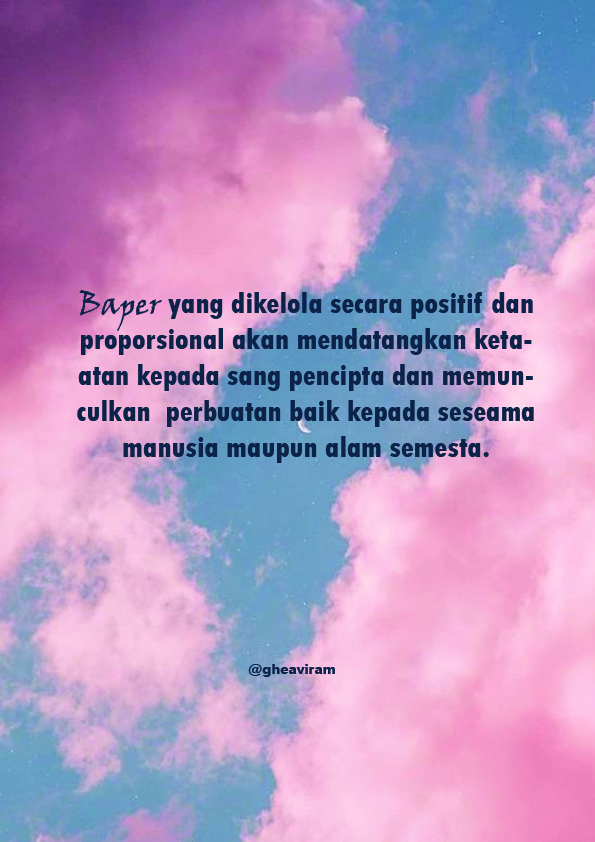 Baper yang dikelola secara positif dan
proporsional akan mendatangkan keta-
atan kepada sang pencipta dan memun-
culkan  perbuatan baik kepada seseama
manusia maupun alam semesta.
@gheaviram